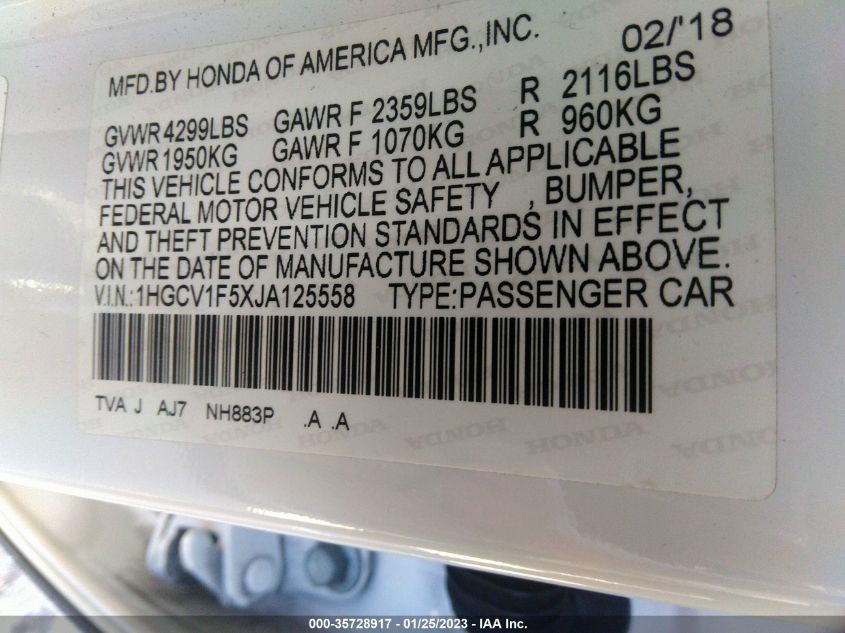 MFD.BY HONDA OF AMERICA MFG.,INC. 02/'18
GVWR 4299LBS GAWR F 2359LBS R 2116LBS
GVWR 1950KG GAWR F 1070KG R 960KG
THIS VEHICLE CONFORMS TO ALL APPLICABLE
FEDERAL MOTOR VEHICLE SAFETY , BUMPER,
AND THEFT PREVENTION STANDARDS IN EFFECT
ON THE DATE OF MANUFACTURE SHOWN ABOVE.
V.I.N.:1HGCV1F5XJA125558 TYPE:PASSENGER CAR
TVA J AJ7 NH883P .A .A
HONDA HONDA HONDA HONDA
000-35728917 - 01/25/2023 - IAA Inc.